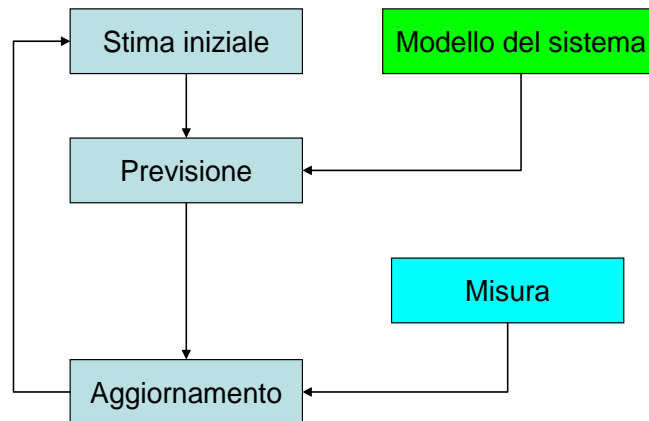 Stima iniziale
Modello del sistema
Previsione
Misura
Aggiornamento